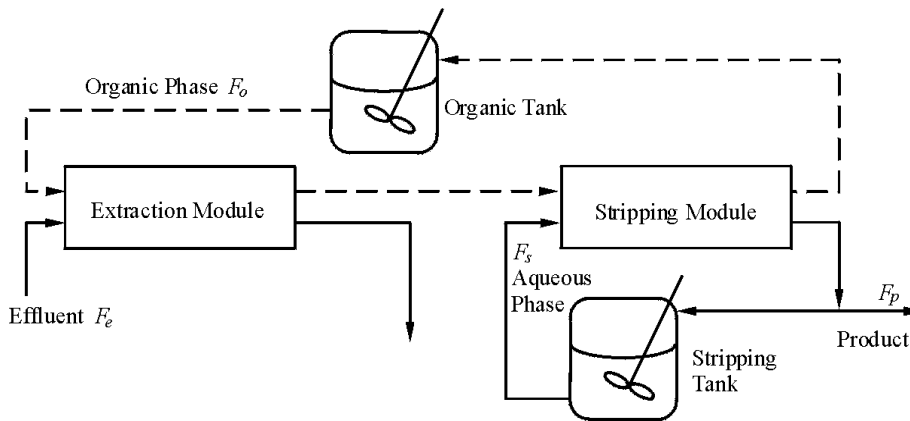 Organic Phase F_o
Organic Tank
Extraction Module
Stripping Module
Effluent F_e
F_s
Aqueous
Phase
F_p
Product
Stripping
Tank